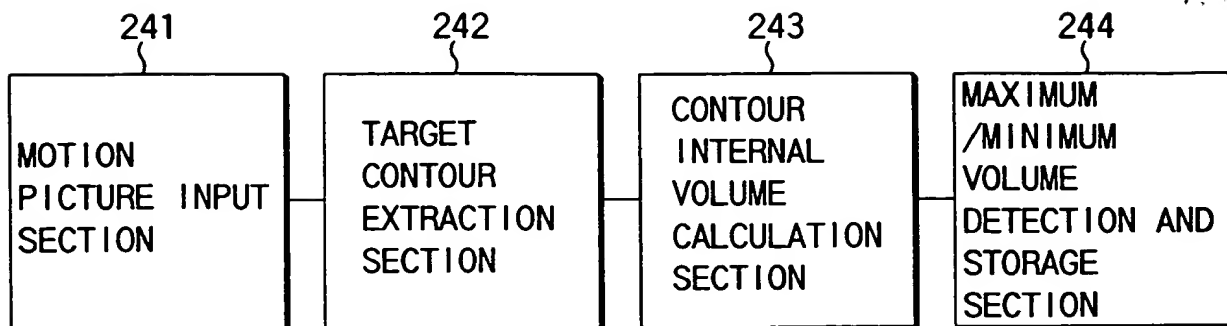 241
242
243
244
MOTION
PICTURE INPUT
SECTION
TARGET
CONTOUR
EXTRACTION
SECTION
CONTOUR
INTERNAL
VOLUME
CALCULATION
SECTION
MAXIMUM
/MINIMUM
VOLUME
DETECTION AND
STORAGE
SECTION